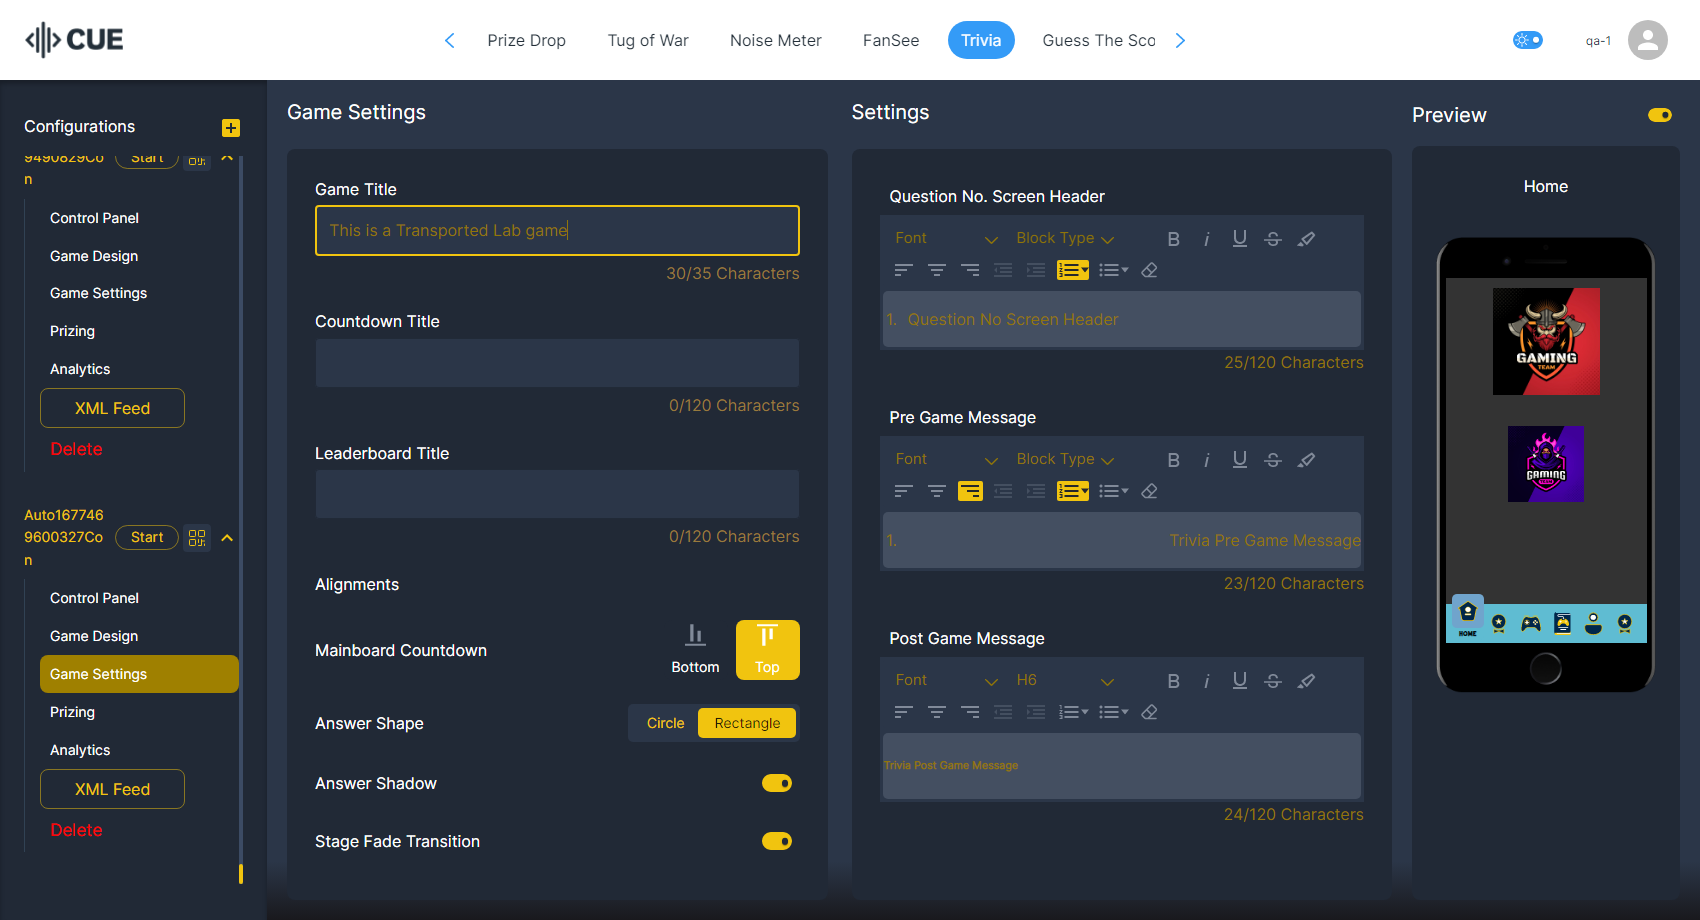 CUE
Prize Drop
Tug of War
Noise Meter
FanSee
Trivia
Guess The Sco
qa-1
Configurations
9490829Co
n
Start
Control Panel
Game Design
Game Settings
Prizing
Analytics
XML Feed
Delete
Auto167746
9600327Co
n
Start
Control Panel
Game Design
Game Settings
Prizing
Analytics
XML Feed
Delete
Game Settings
Game Title
This is a Transported Lab game
30/35 Characters
Countdown Title
0/120 Characters
Leaderboard Title
0/120 Characters
Alignments
Mainboard Countdown
Bottom
Top
Answer Shape
Circle
Rectangle
Answer Shadow
Stage Fade Transition
Settings
Question No. Screen Header
Font
Block Type
1. Question No Screen Header
25/120 Characters
Pre Game Message
Font
Block Type
1. Trivia Pre Game Message
23/120 Characters
Post Game Message
Font
H6
Trivia Post Game Message
24/120 Characters
Preview
Home
GAMING
TEAM
GAMING
TEAM
HOME